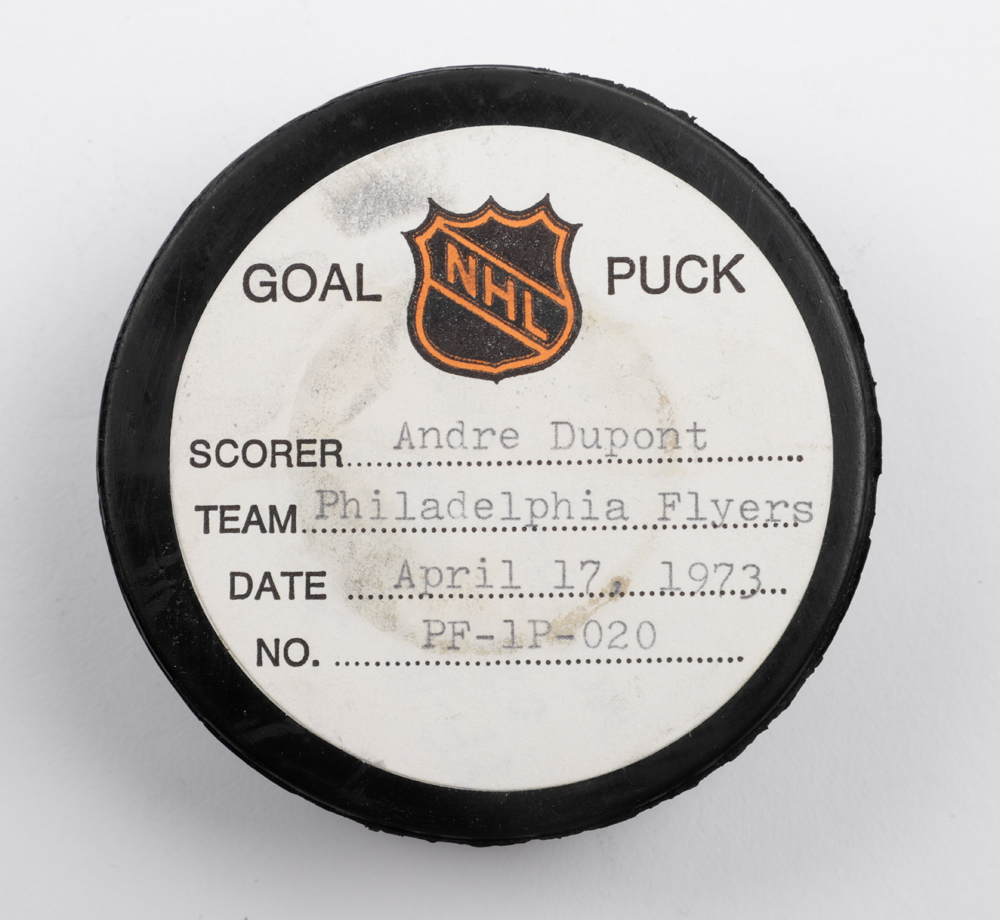 GOAL NHL PUCK
SCORER Andre Dupont
TEAM Philadelphia Flyers
DATE April 17, 1973
NO. PF-1P-020